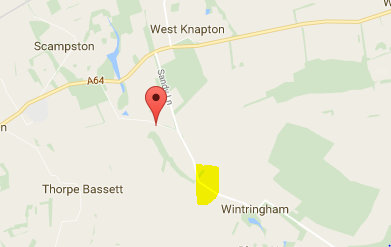 West Knapton
Scampston
A64
Sands Ln
n
Thorpe Bassett
Wintringham